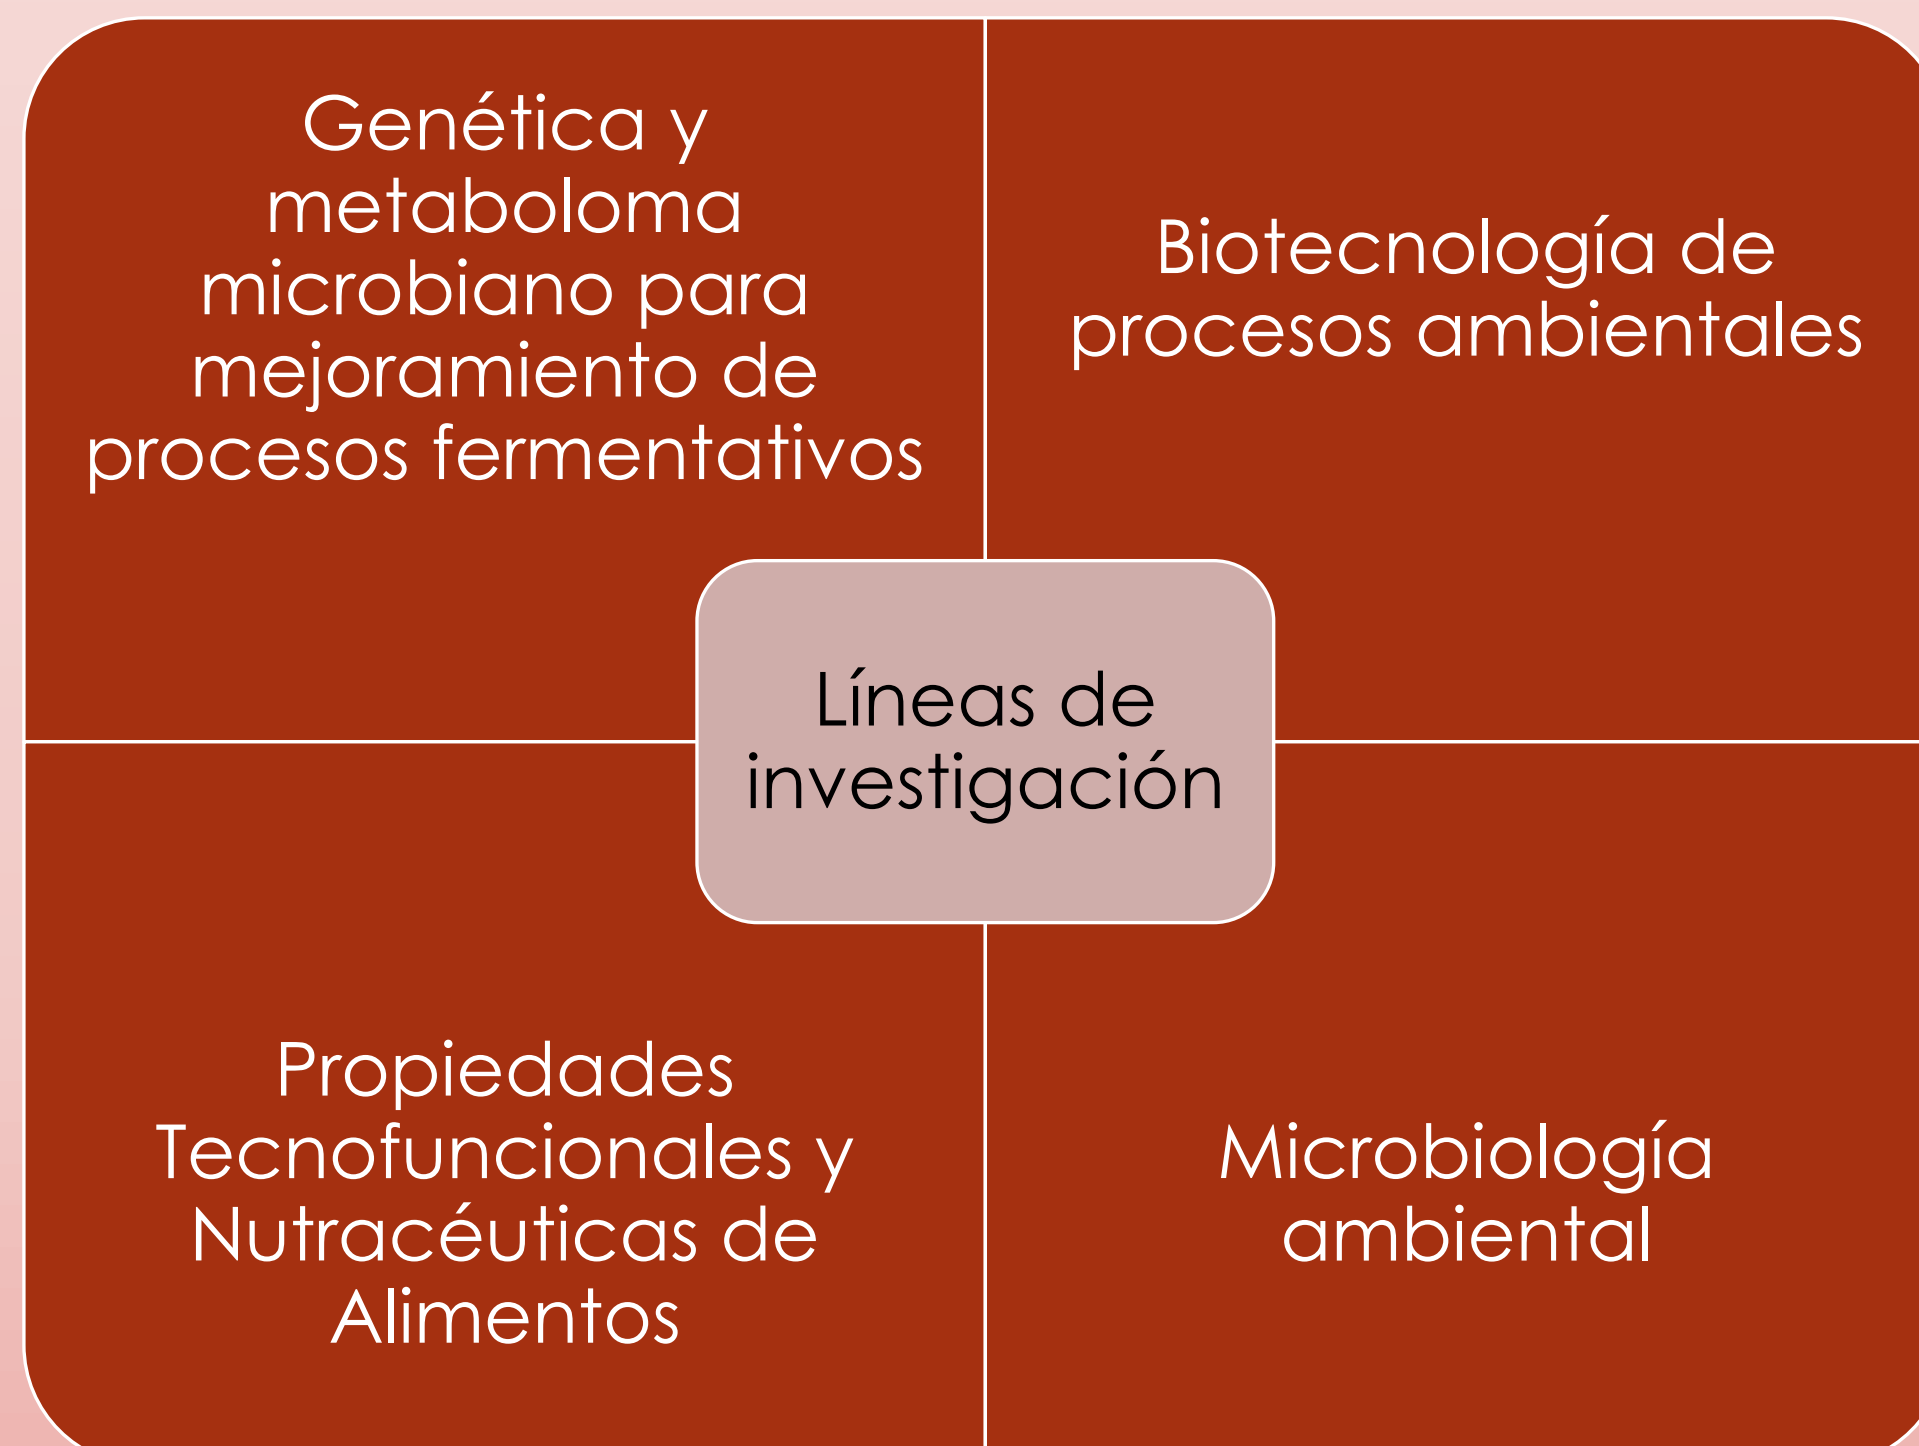 Genética y
metaboloma
microbiano para
mejoramiento de
procesos fermentativos
Biotecnología de
procesos ambientales
Líneas de
investigación
Propiedades
Tecnofuncionales y
Nutracéuticas de
Alimentos
Microbiología
ambiental